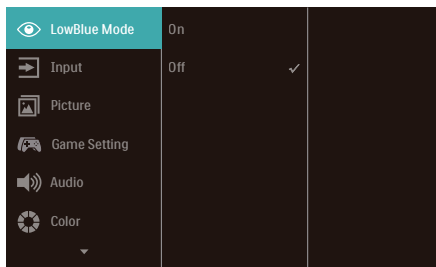 LowBlue Mode
On
Input
Off
Picture
Game Setting
Audio
Color